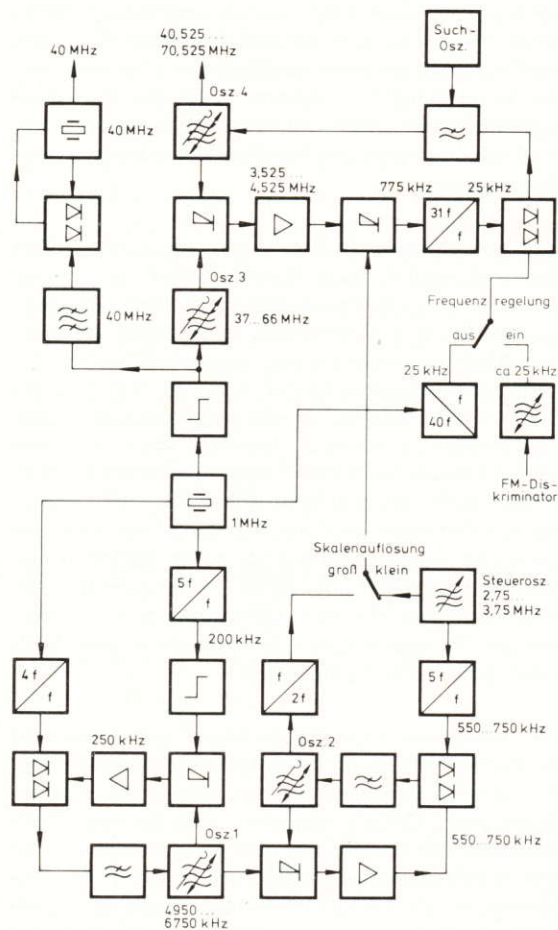 40 MHz
40,525...
70,525 MHz
Osz.4
Such-
Osz.
40 MHz
3,525...
4,525 MHz
775 kHz
25 kHz
31 f
f
Osz.3
37...66 MHz
40 MHz
Frequenzregelung
aus
ein
25 kHz
ca 25 kHz
f
40 f
FM-Dis-
kriminator
1 MHz
5 f
f
Skalenauflösung
groß
klein
Steuerosz.
2,75...
3,75 MHz
200 kHz
4 f
f
f
2 f
5 f
f
250 kHz
Osz.2
550...750 kHz
Osz.1
550...750 kHz
4950...
6750 kHz